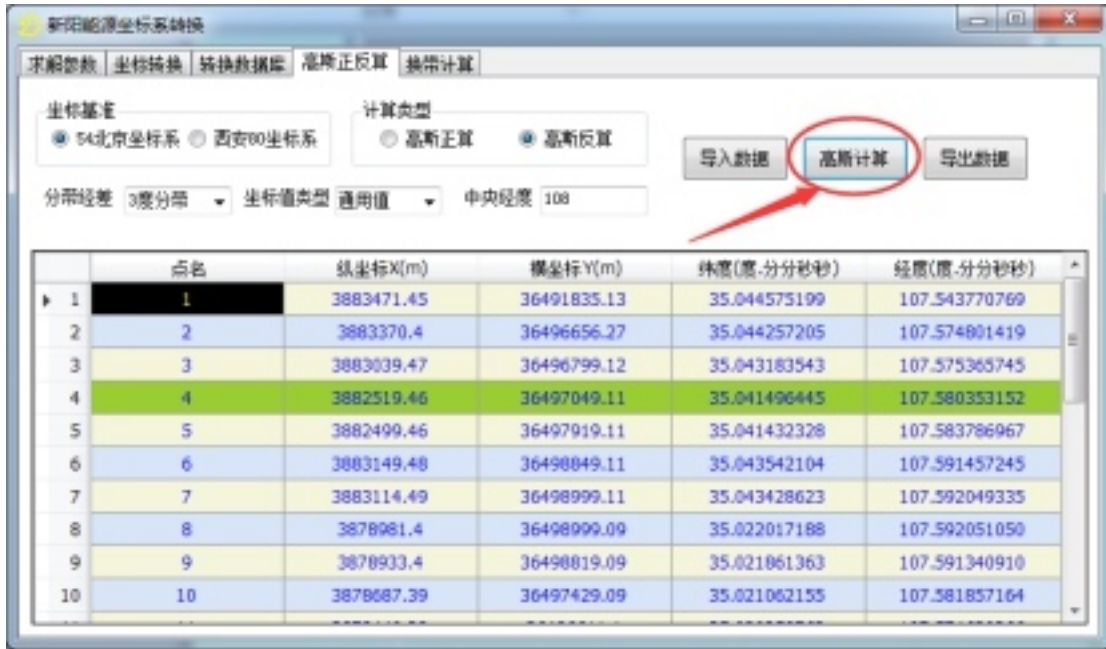 新阳能源坐标系转换
求解参数 坐标转换 转换数据库 高斯正反算 换带计算
坐标基准 计算类型
54北京坐标系 西安80坐标系 高斯正算 高斯反算
导入数据 高斯计算 导出数据
分带经差 3度分带 坐标值类型 通用值 中央经度 108
点名 纵坐标X(m) 横坐标Y(m) 纬度(度.分分秒秒) 经度(度.分分秒秒)
1 1 3883471.45 36491835.13 35.044575199 107.543770769
2 2 3883370.4 36496656.27 35.044257205 107.574801419
3 3 3883039.47 36496799.12 35.043183543 107.575365745
4 4 3882519.46 36497049.11 35.041496445 107.580353152
5 5 3882499.46 36497919.11 35.041432328 107.583786967
6 6 3883149.48 36498849.11 35.043542104 107.591457245
7 7 3883114.49 36498999.11 35.043428623 107.592049335
8 8 3878981.4 36498999.09 35.022017188 107.592051050
9 9 3878933.4 36498819.09 35.021861363 107.591340910
10 10 3878687.39 36497429.09 35.021062155 107.581857164